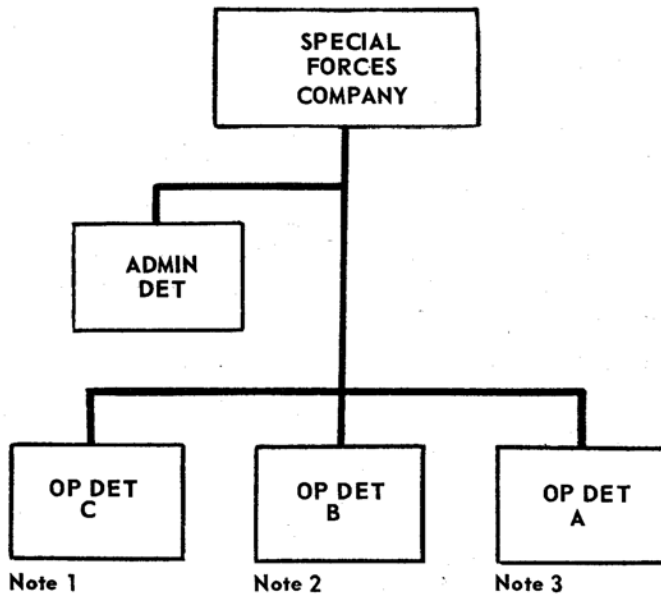 SPECIAL
FORCES
COMPANY
ADMIN
DET
OP DET
C
OP DET
B
OP DET
A
Note 1
Note 2
Note 3